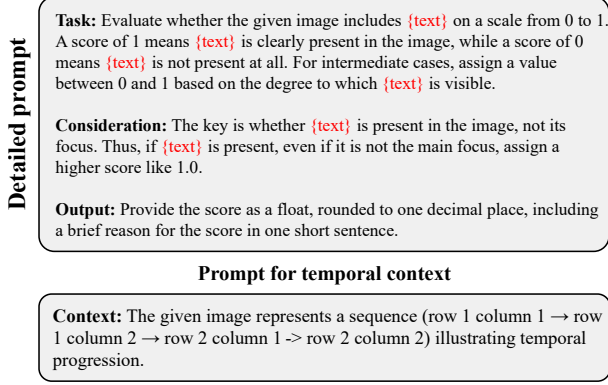 Detailed prompt
Task: Evaluate whether the given image includes {text} on a scale from 0 to 1.
A score of 1 means {text} is clearly present in the image, while a score of 0
means {text} is not present at all. For intermediate cases, assign a value
between 0 and 1 based on the degree to which {text} is visible.
Consideration: The key is whether {text} is present in the image, not its
focus. Thus, if {text} is present, even if it is not the main focus, assign a
higher score like 1.0.
Output: Provide the score as a float, rounded to one decimal place, including
a brief reason for the score in one short sentence.
Prompt for temporal context
Context: The given image represents a sequence (row 1 column 1 → row
1 column 2 → row 2 column 1 -> row 2 column 2) illustrating temporal
progression.